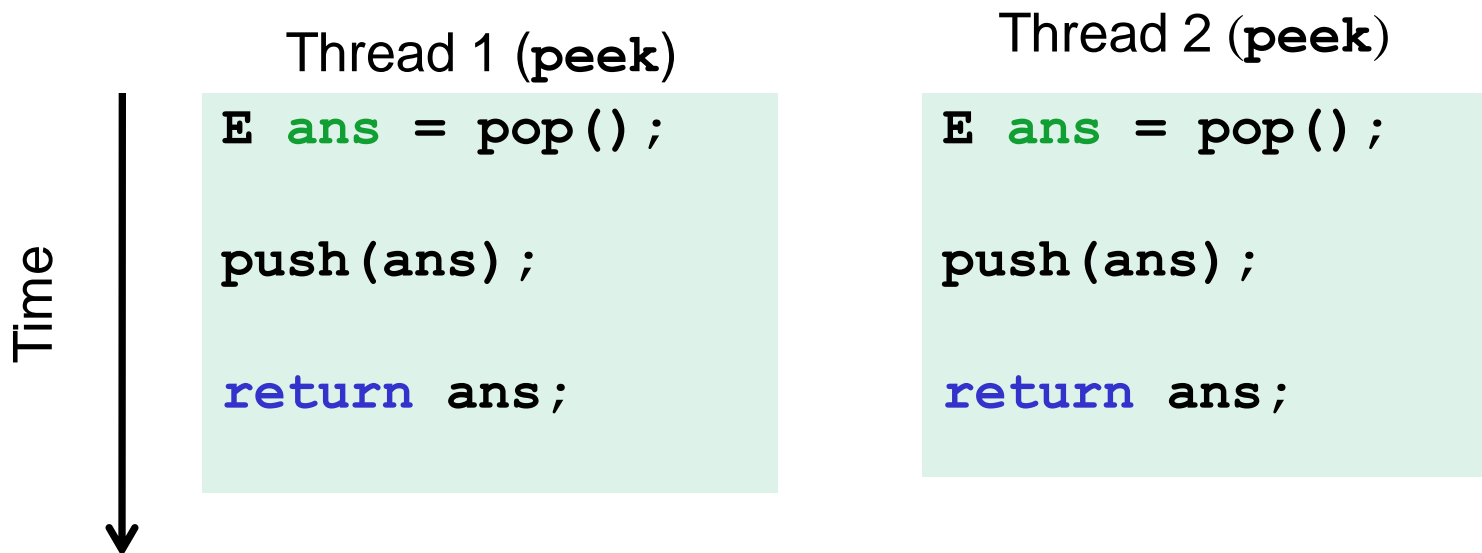 Thread 1 (peek)
E ans = pop();
push(ans);
return ans;
Thread 2 (peek)
E ans = pop();
push(ans);
return ans;
Time